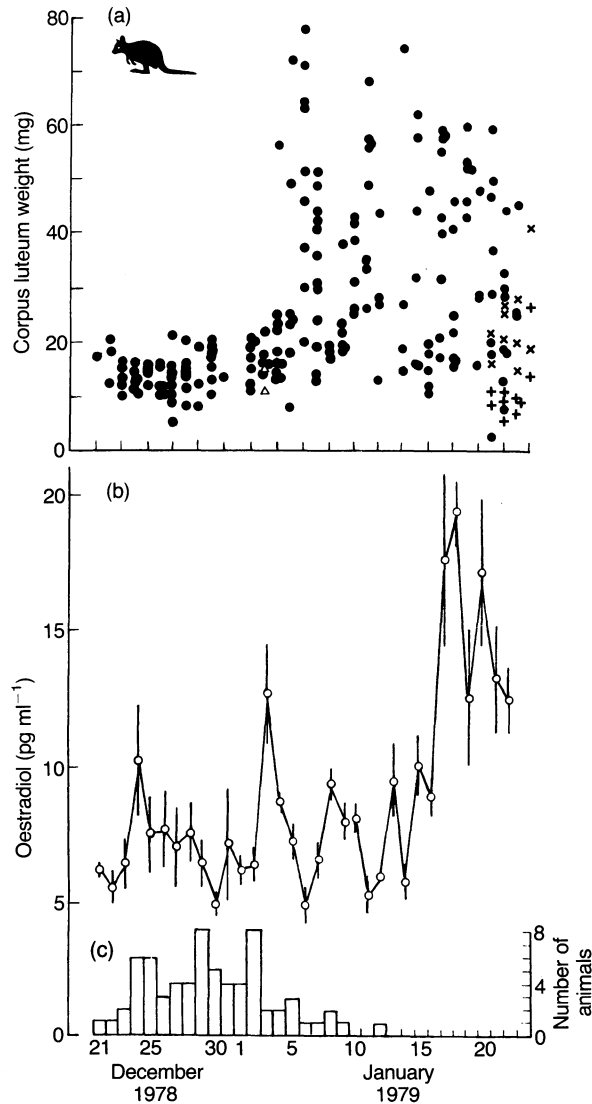 (a)
80
60
40
20
0
Corpus luteum weight (mg)
(b)
20
15
10
5
0
Oestradiol (pg ml⁻¹)
(c)
8
4
0
Number of
animals
21 25 30 1 5 10 15 20
December January
1978 1979